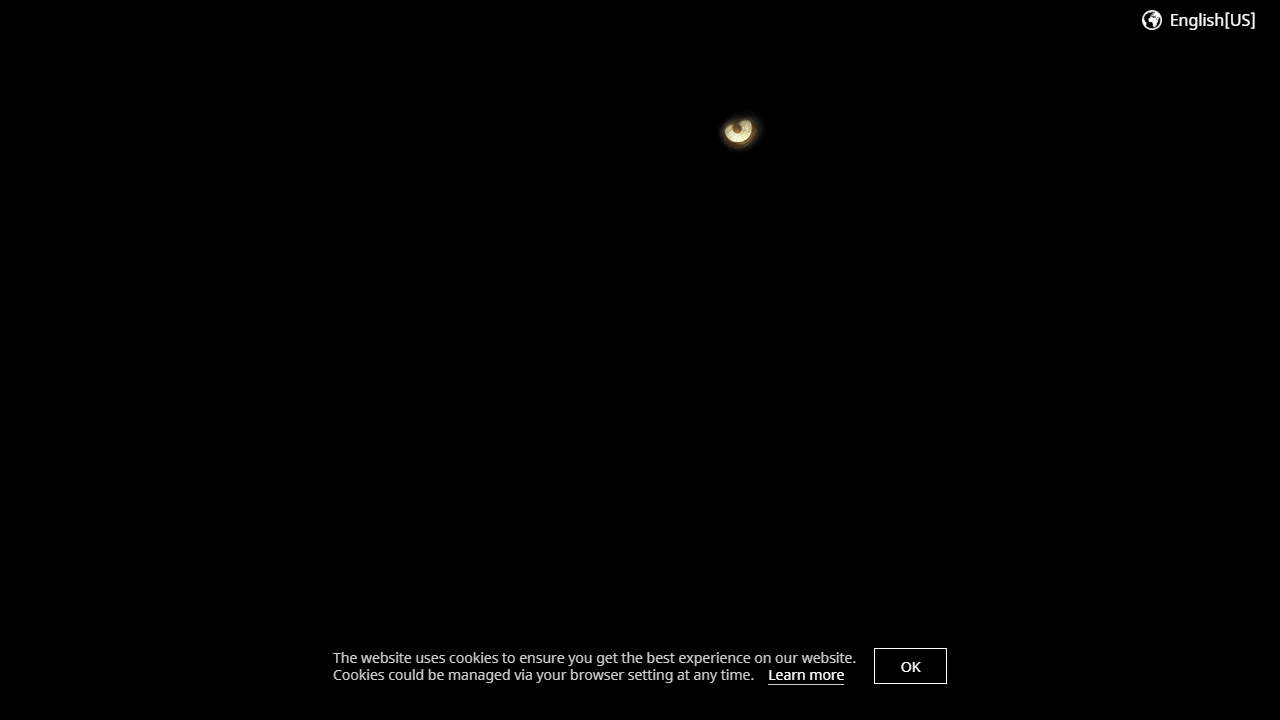 English[US]
The website uses cookies to ensure you get the best experience on our website.
Cookies could be managed via your browser setting at any time. Learn more
OK